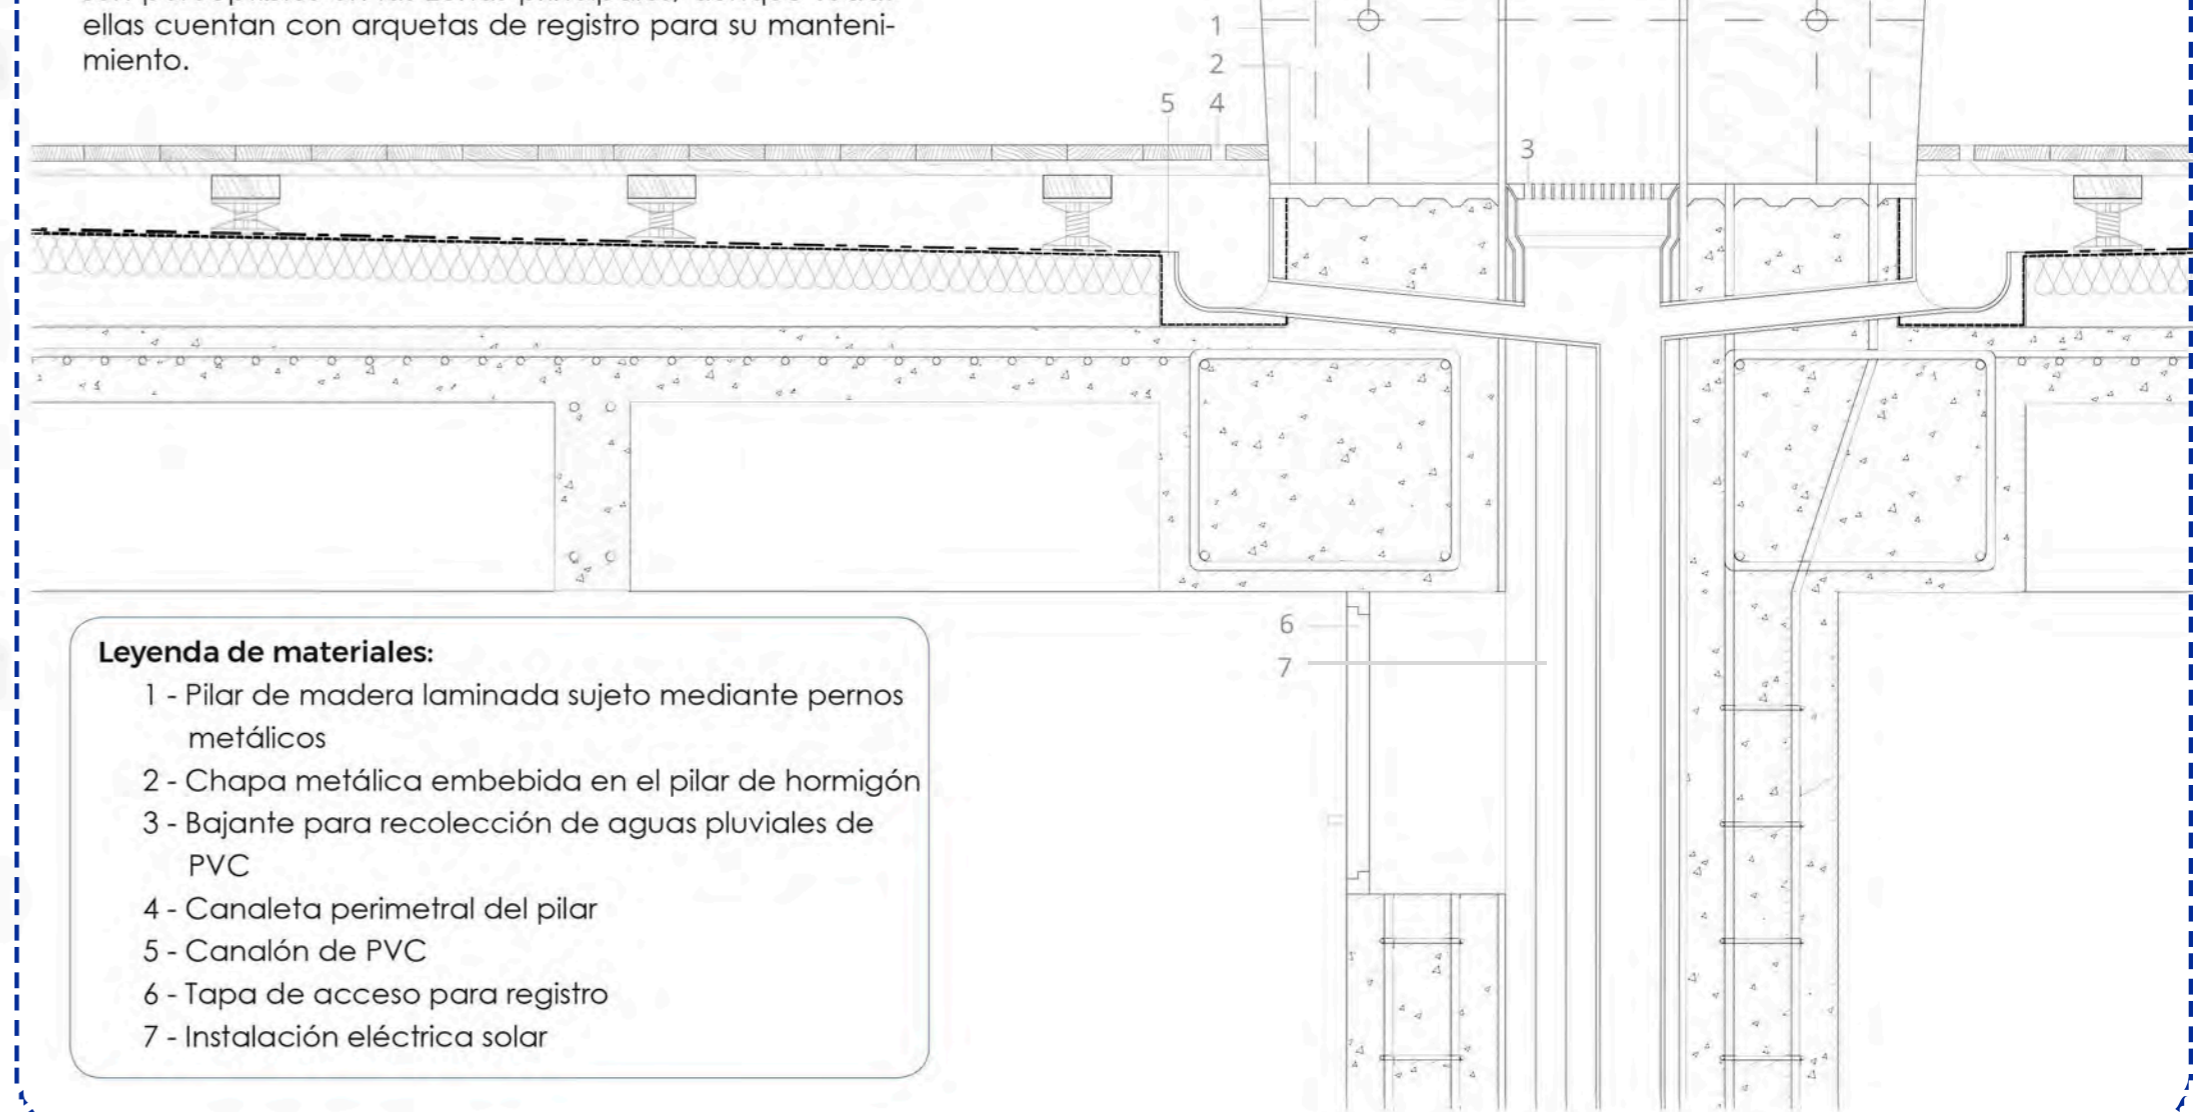 ellas cuentan con arquetas de registro para su manteni-
miento.
1
2
5 4
3
6
7
Leyenda de materiales:
1 - Pilar de madera laminada sujeto mediante pernos
metálicos
2 - Chapa metálica embebida en el pilar de hormigón
3 - Bajante para recolección de aguas pluviales de
PVC
4 - Canaleta perimetral del pilar
5 - Canalón de PVC
6 - Tapa de acceso para registro
7 - Instalación eléctrica solar